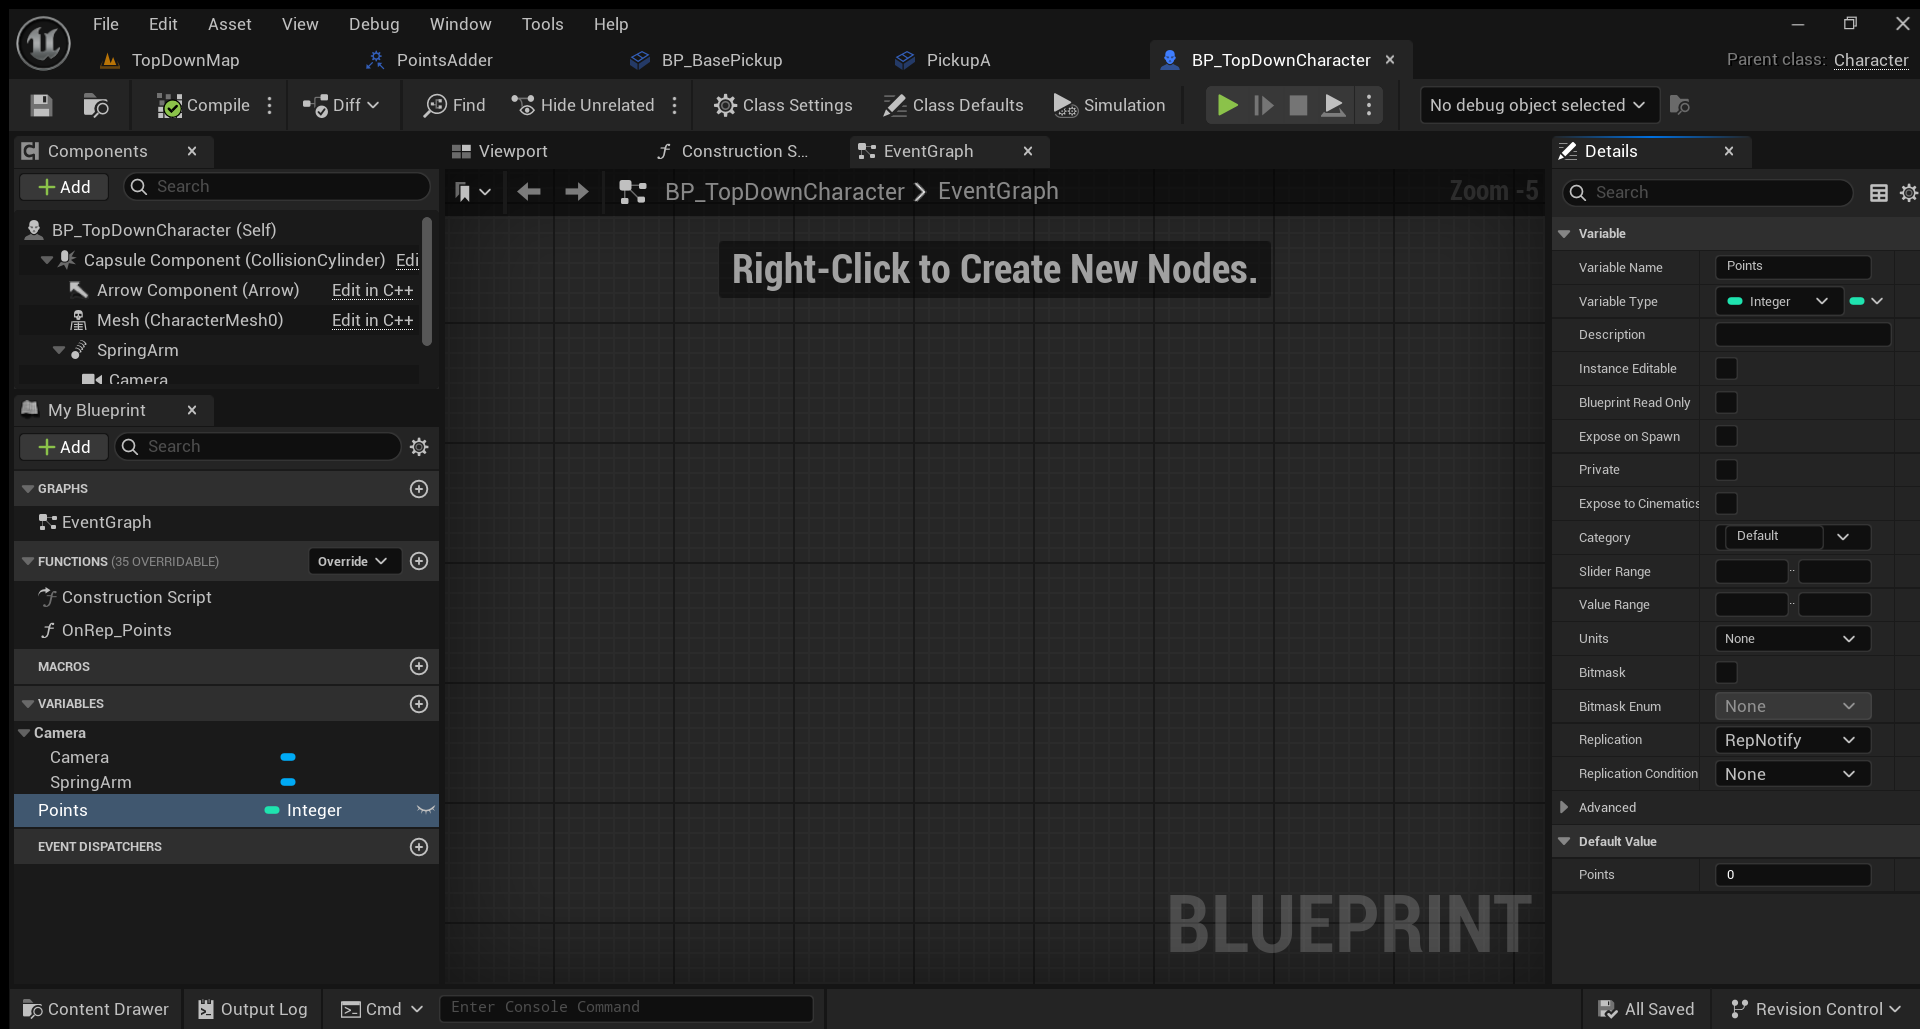 File Edit Asset View Debug Window Tools Help
TopDownMap PointsAdder BP_BasePickup PickupA BP_TopDownCharacter Parent class: Character
Compile Diff Find Hide Unrelated Class Settings Class Defaults Simulation No debug object selected
Components
Add Search
BP_TopDownCharacter (Self)
Capsule Component (CollisionCylinder) Edi
Arrow Component (Arrow) Edit in C++
Mesh (CharacterMesh0) Edit in C++
SpringArm
Camera
My Blueprint
Add Search
GRAPHS
EventGraph
FUNCTIONS (35 OVERRIDABLE) Override
Construction Script
OnRep_Points
MACROS
VARIABLES
Camera
Camera
SpringArm
Points Integer
EVENT DISPATCHERS
Viewport Construction S... EventGraph
BP_TopDownCharacter > EventGraph Zoom -5
Right-Click to Create New Nodes.
BLUEPRINT
Details
Search
Variable
Variable Name Points
Variable Type Integer
Description
Instance Editable
Blueprint Read Only
Expose on Spawn
Private
Expose to Cinematics
Category Default
Slider Range ..
Value Range ..
Units None
Bitmask
Bitmask Enum None
Replication RepNotify
Replication Condition None
Advanced
Default Value
Points 0
Content Drawer Output Log Cmd Enter Console Command All Saved Revision Control